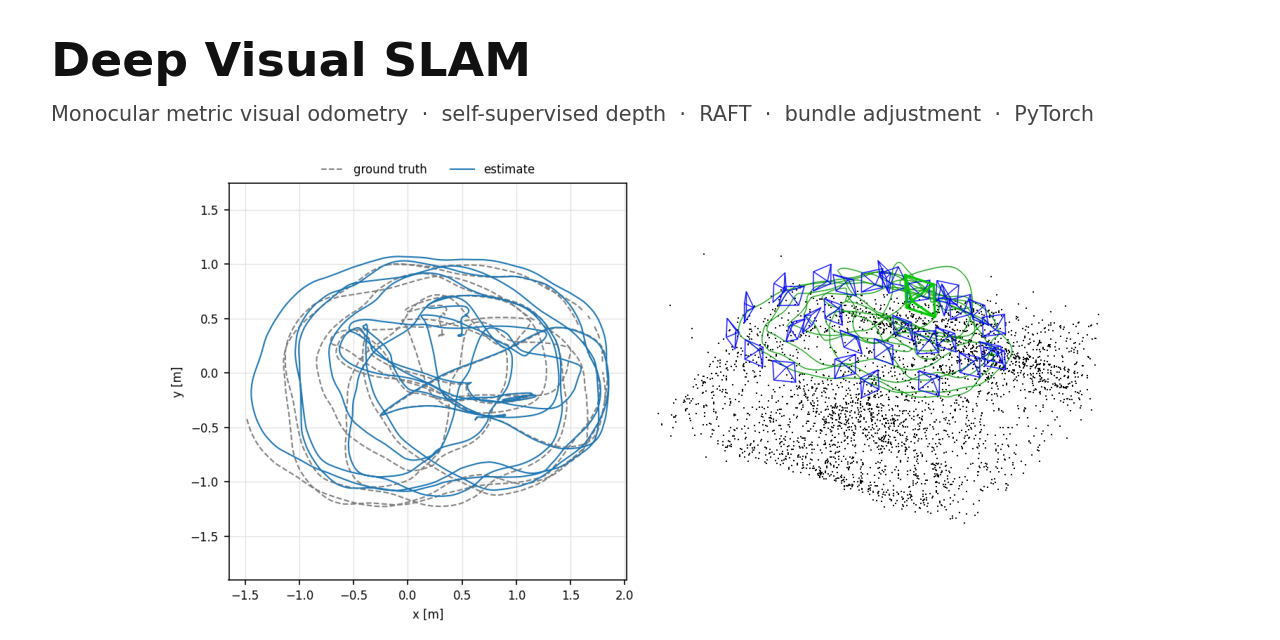 Deep Visual SLAM
Monocular metric visual odometry · self-supervised depth · RAFT · bundle adjustment · PyTorch
ground truth estimate
1.5
1.0
0.5
0.0
−0.5
−1.0
−1.5
y [m]
−1.5 −1.0 −0.5 0.0 0.5 1.0 1.5 2.0
x [m]